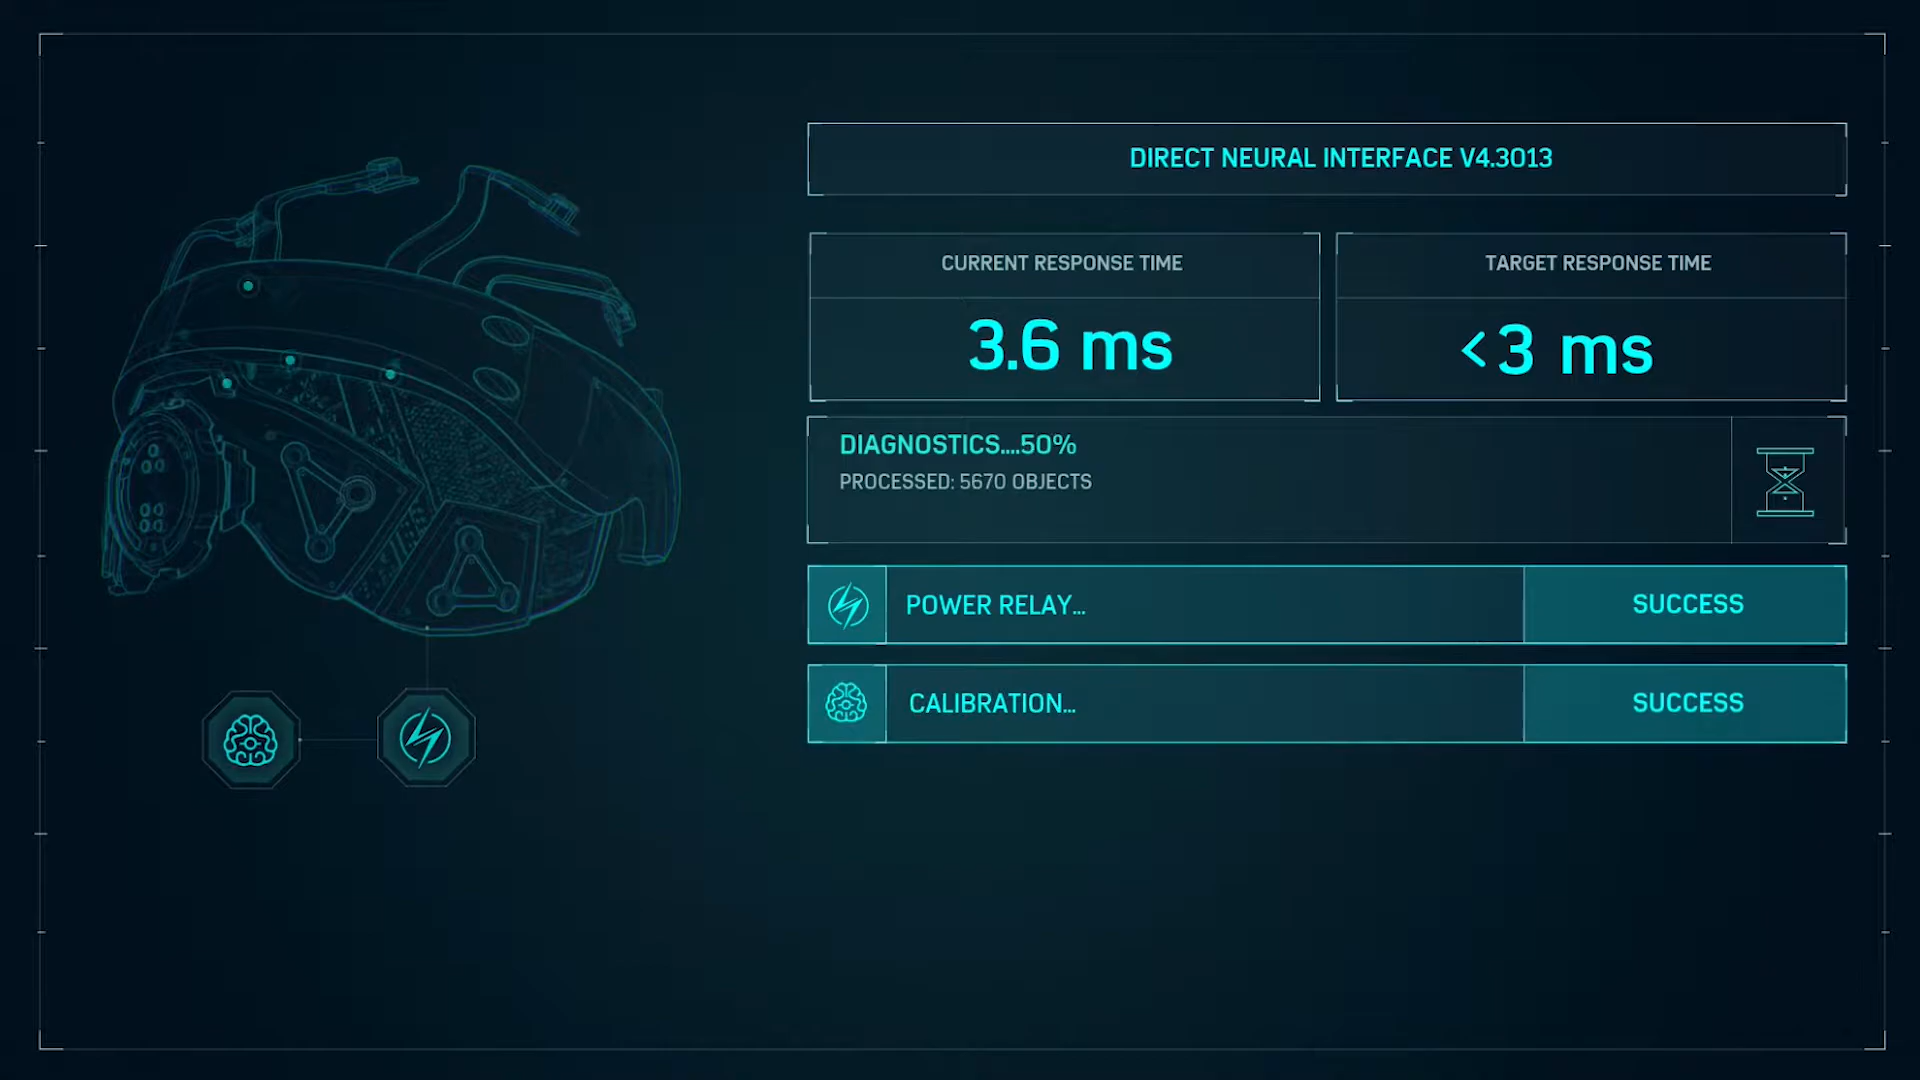 DIRECT NEURAL INTERFACE V4.3013
CURRENT RESPONSE TIME
3.6 ms
TARGET RESPONSE TIME
<3 ms
DIAGNOSTICS....50%
PROCESSED: 5670 OBJECTS
POWER RELAY...
SUCCESS
CALIBRATION...
SUCCESS